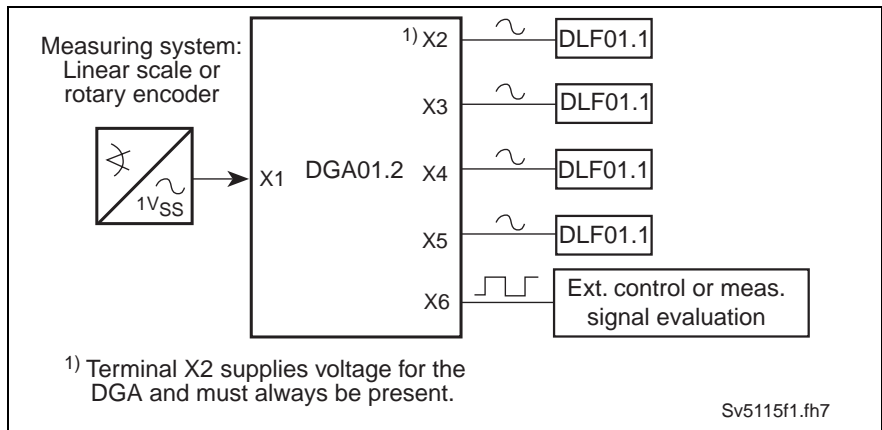 Measuring system:
Linear scale or
rotary encoder
1VSS
X1
DGA01.2
1) X2
DLF01.1
X3
DLF01.1
X4
DLF01.1
X5
DLF01.1
X6
Ext. control or meas.
signal evaluation
1) Terminal X2 supplies voltage for the
DGA and must always be present.
Sv5115f1.fh7